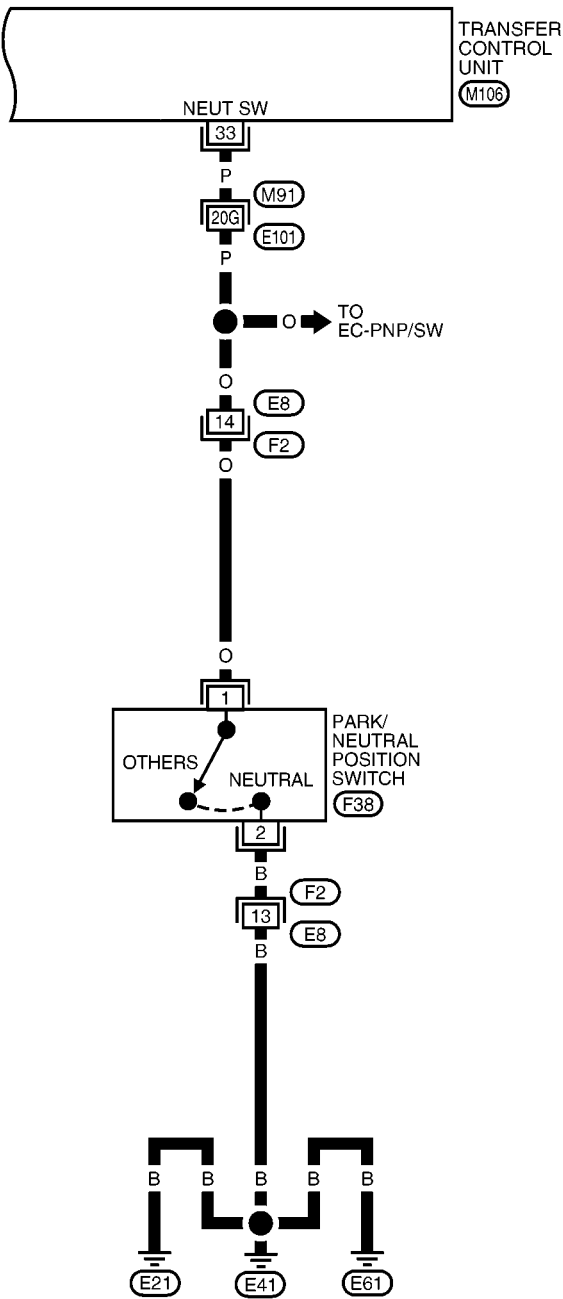 TRANSFER
CONTROL
UNIT
M106
NEUT SW
33
P
M91
20G
E101
P
O
TO
EC-PNP/SW
O
E8
14
F2
O
O
1
PARK/
NEUTRAL
POSITION
SWITCH
F38
OTHERS
NEUTRAL
2
B
F2
13
E8
B
B B B B B
E21 E41 E61